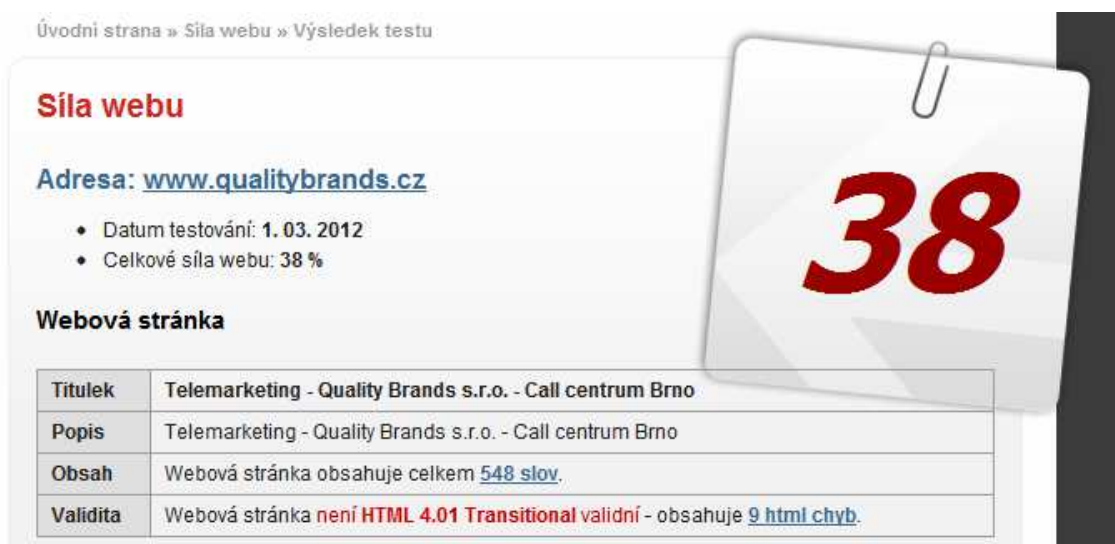 Úvodní strana » Síla webu » Výsledek testu
Síla webu
38
Adresa: www.qualitybrands.cz
• Datum testování: 1. 03. 2012
• Celkové síla webu: 38 %
Webová stránka
Titulek Telemarketing - Quality Brands s.r.o. - Call centrum Brno
Popis Telemarketing - Quality Brands s.r.o. - Call centrum Brno
Obsah Webová stránka obsahuje celkem 548 slov.
Validita Webová stránka není HTML 4.01 Transitional validní - obsahuje 9 html chyb.